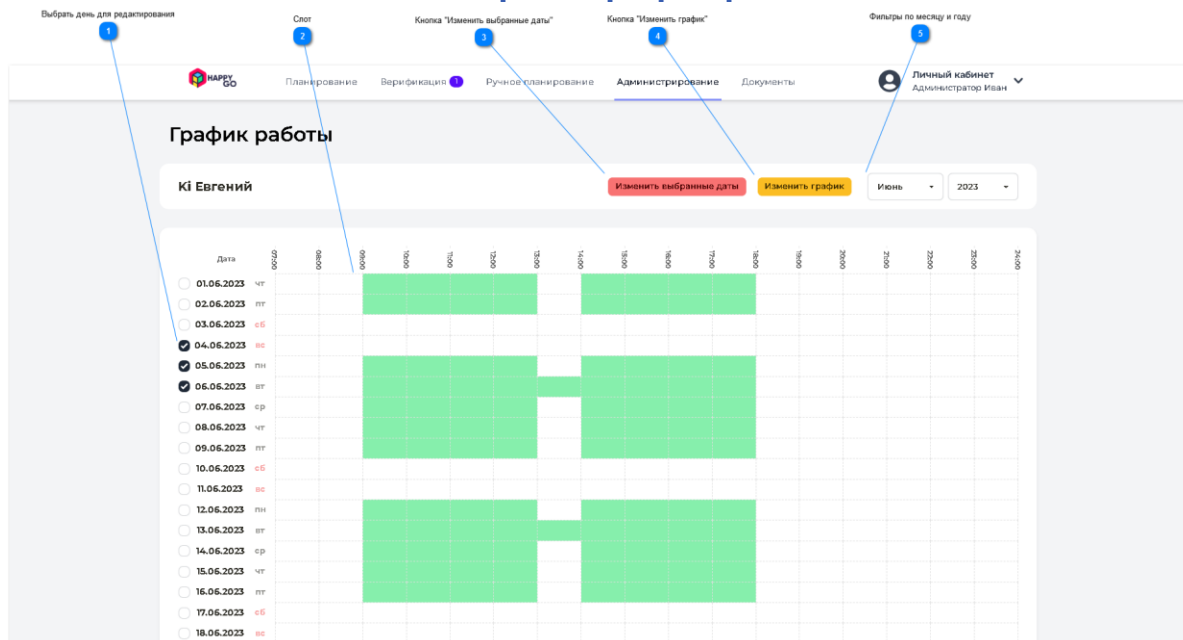 Выбрать день для редактирования
Слот
Кнопка "Изменить выбранные даты"
Кнопка "Изменить график"
Фильтры по месяцу и году
1
2
3
4
5
HAPPY GO
Планирование Верификация 1 Ручное планирование Администрирование Документы
Личный кабинет
Администратор Иван
График работы
Ki Евгений
Изменить выбранные даты Изменить график Июнь 2023
Дата 07:00 08:00 09:00 10:00 11:00 12:00 13:00 14:00 15:00 16:00 17:00 18:00 19:00 20:00 21:00 22:00 23:00 24:00
01.06.2023 чт
02.06.2023 пт
03.06.2023 сб
04.06.2023 вс
05.06.2023 пн
06.06.2023 вт
07.06.2023 ср
08.06.2023 чт
09.06.2023 пт
10.06.2023 сб
11.06.2023 вс
12.06.2023 пн
13.06.2023 вт
14.06.2023 ср
15.06.2023 чт
16.06.2023 пт
17.06.2023 сб
18.06.2023 вс